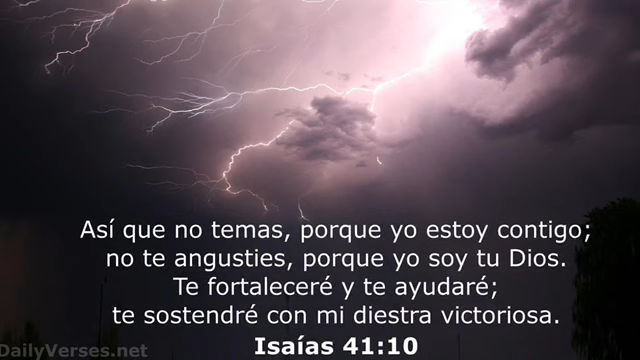 Así que no temas, porque yo estoy contigo;
no te angusties, porque yo soy tu Dios.
Te fortaleceré y te ayudaré;
te sostendré con mi diestra victoriosa.
Isaías 41:10
DailyVerses.net